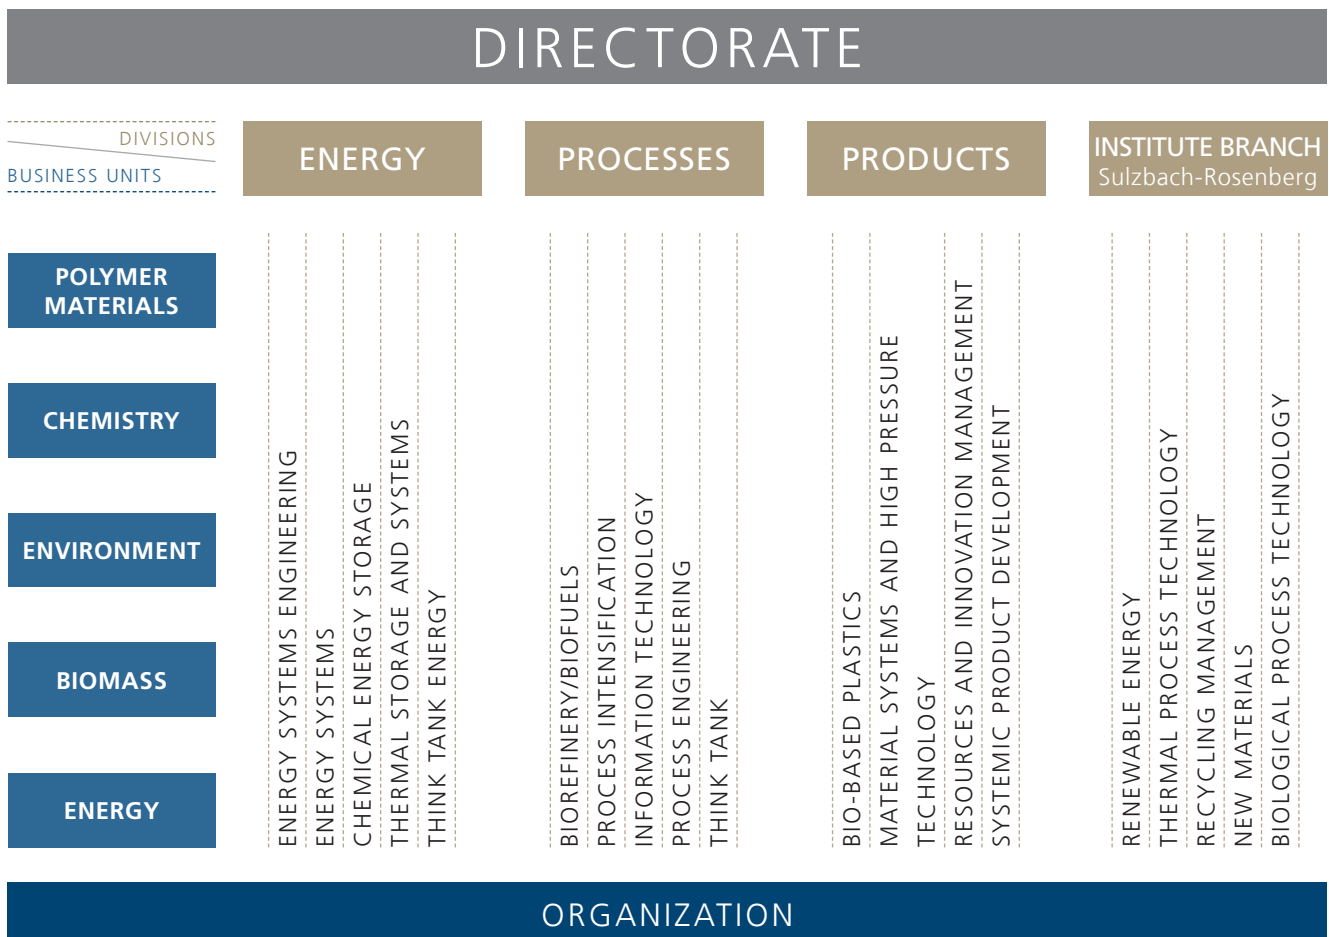 DIRECTORATE
DIVISIONS
BUSINESS UNITS
ENERGY
PROCESSES
PRODUCTS
INSTITUTE BRANCH
Sulzbach-Rosenberg
POLYMER
MATERIALS
CHEMISTRY
ENVIRONMENT
BIOMASS
ENERGY
ENERGY SYSTEMS ENGINEERING
ENERGY SYSTEMS
CHEMICAL ENERGY STORAGE
THERMAL STORAGE AND SYSTEMS
THINK TANK ENERGY
BIOREFINERY/BIOFUELS
PROCESS INTENSIFICATION
INFORMATION TECHNOLOGY
PROCESS ENGINEERING
THINK TANK
BIO-BASED PLASTICS
MATERIAL SYSTEMS AND HIGH PRESSURE
TECHNOLOGY
RESOURCES AND INNOVATION MANAGEMENT
SYSTEMIC PRODUCT DEVELOPMENT
RENEWABLE ENERGY
THERMAL PROCESS TECHNOLOGY
RECYCLING MANAGEMENT
NEW MATERIALS
BIOLOGICAL PROCESS TECHNOLOGY
ORGANIZATION